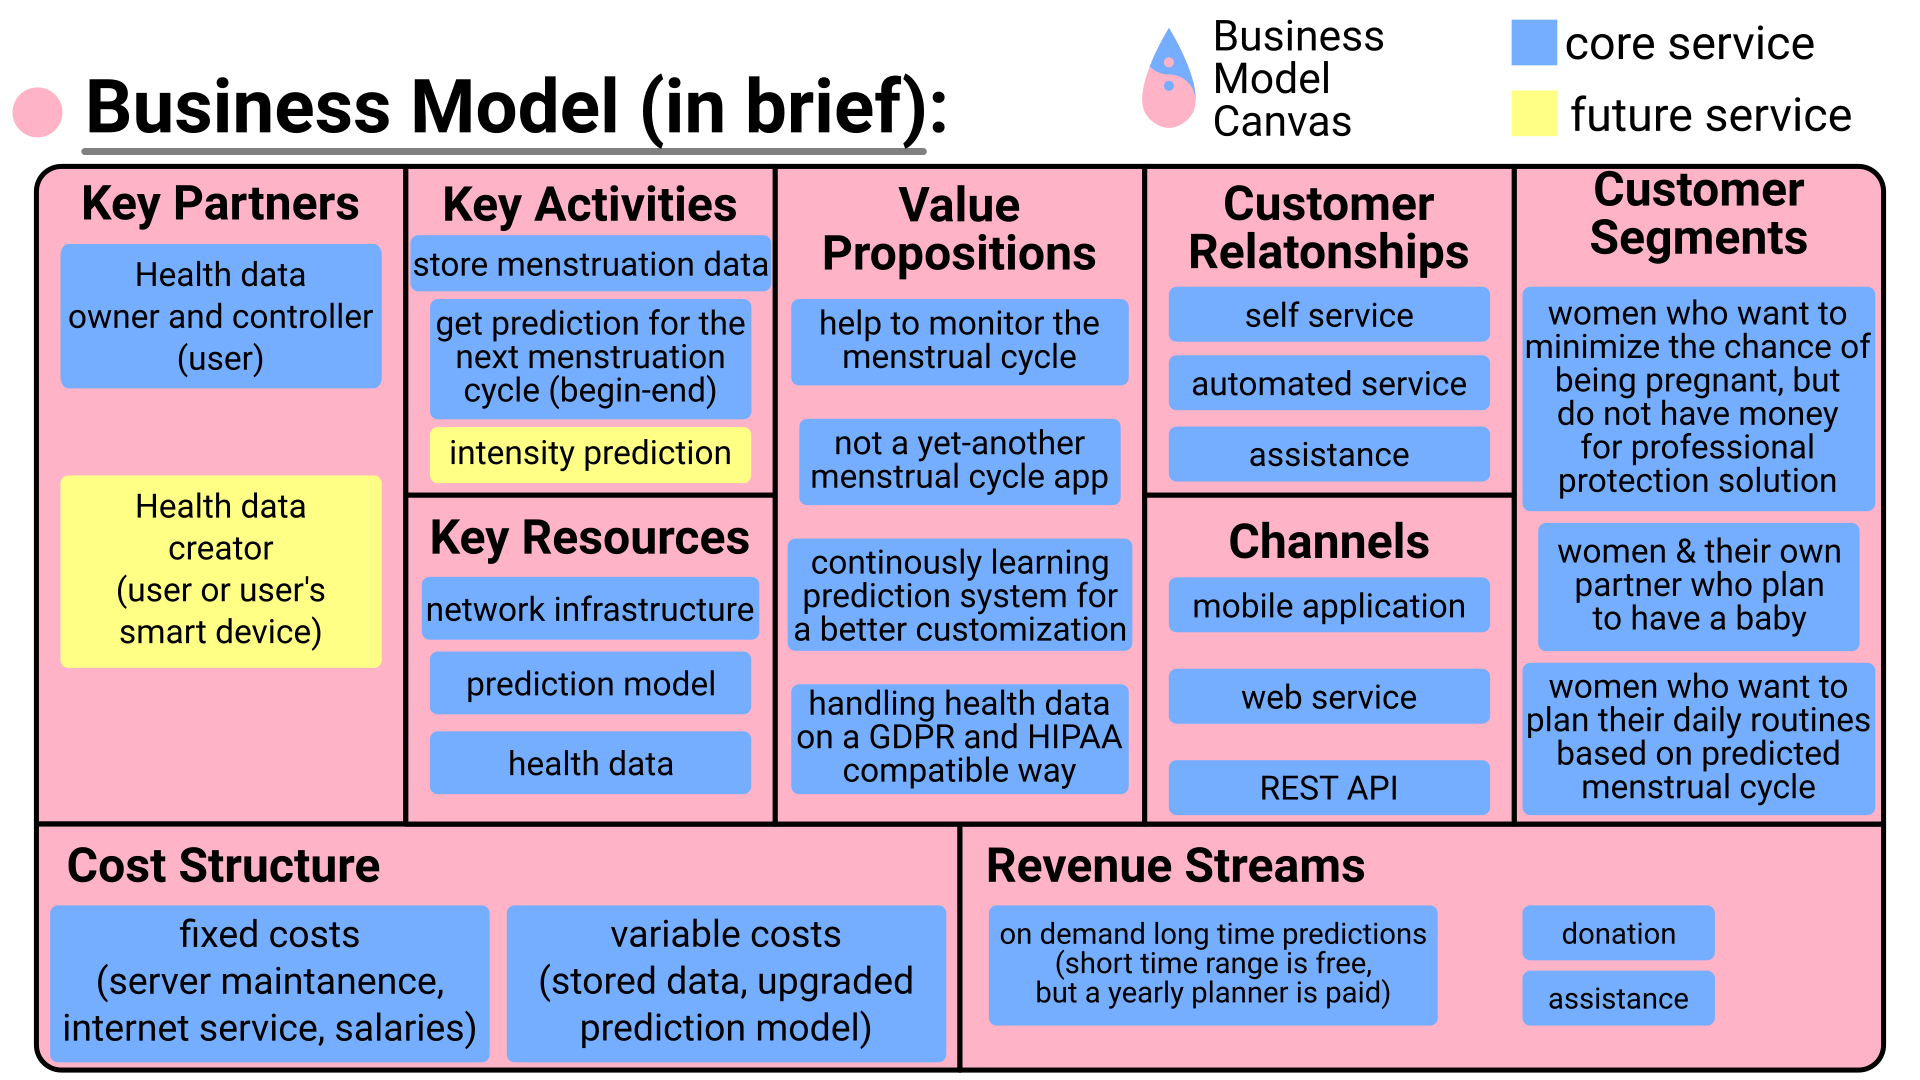 Business Model (in brief):
Business
Model
Canvas
core service
future service
Key Partners
Health data
owner and controller
(user)
Health data
creator
(user or user's
smart device)
Key Activities
store menstruation data
get prediction for the
next menstruation
cycle (begin-end)
intensity prediction
Key Resources
network infrastructure
prediction model
health data
Value
Propositions
help to monitor the
menstrual cycle
not a yet-another
menstrual cycle app
continously learning
prediction system for
a better customization
handling health data
on a GDPR and HIPAA
compatible way
Customer
Relatonships
self service
automated service
assistance
Channels
mobile application
web service
REST API
Customer
Segments
women who want to
minimize the chance of
being pregnant, but
do not have money
for professional
protection solution
women & their own
partner who plan
to have a baby
women who want to
plan their daily routines
based on predicted
menstrual cycle
Cost Structure
fixed costs
(server maintanence,
internet service, salaries)
variable costs
(stored data, upgraded
prediction model)
Revenue Streams
on demand long time predictions
(short time range is free,
but a yearly planner is paid)
donation
assistance